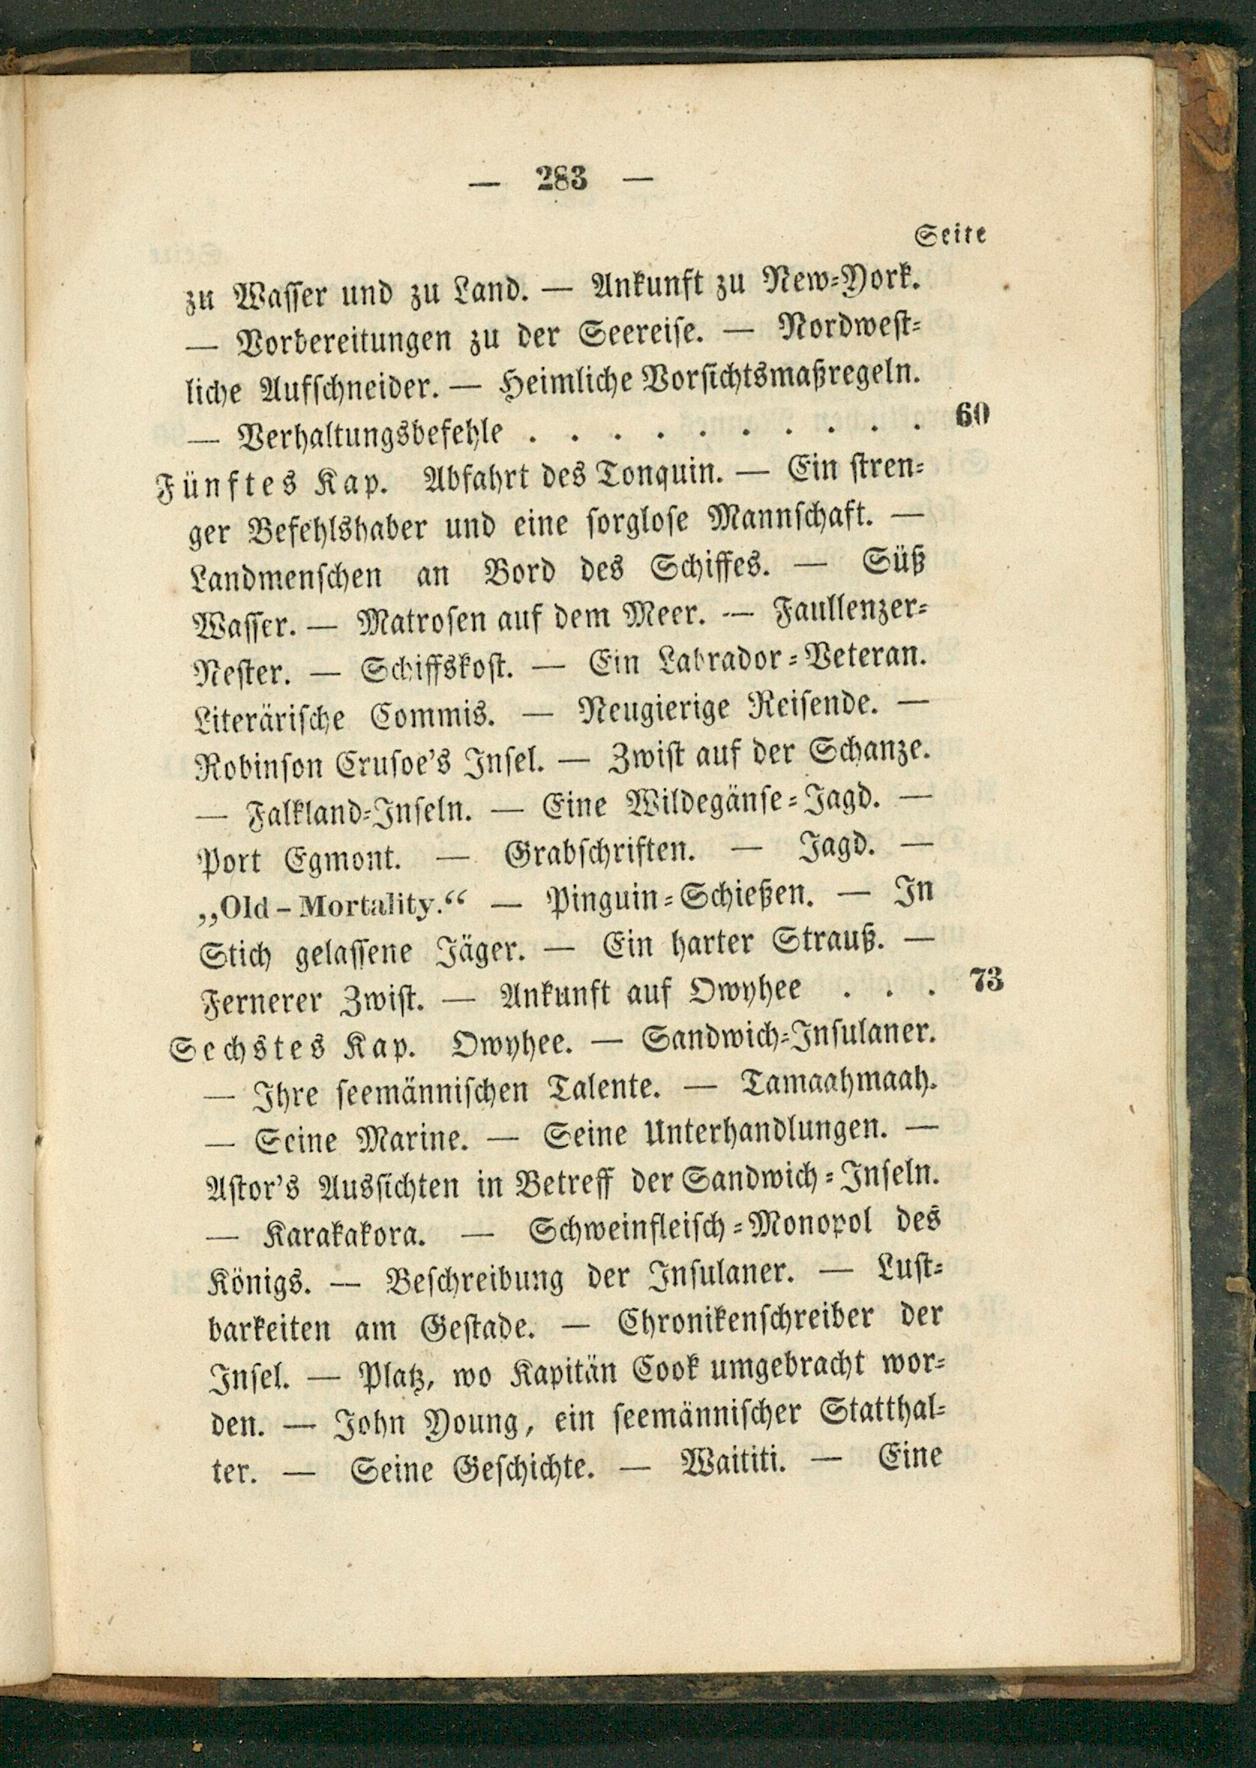 — 283 —
Seite
zu Wasser und zu Land. — Ankunft zu New-York.
— Vorbereitungen zu der Seereise. — Nordwest-
liche Aufschneider. — Heimliche Vorsichtsmaßregeln.
— Verhaltungsbefehle . . . . . . . . . . 60
Fünftes Kap. Abfahrt des Tonquin. — Ein stren-
ger Befehlshaber und eine sorglose Mannschaft. —
Landmenschen an Bord des Schiffes. — Süß
Wasser. — Matrosen auf dem Meer. — Faullenzer-
Nester. — Schiffskost. — Ein Labrador-Veteran.
Literärische Commis. — Neugierige Reisende. —
Robinson Crusoe's Insel. — Zwist auf der Schanze.
— Falkland-Inseln. — Eine Wildegänse-Jagd. —
Port Egmont. — Grabschriften. — Jagd. —
„Old-Mortality.“ — Pinguin-Schießen. — In
Stich gelassene Jäger. — Ein harter Strauß. —
Fernerer Zwist. — Ankunft auf Owyhee . . . 73
Sechstes Kap. Owyhee. — Sandwich-Insulaner.
— Ihre seemännischen Talente. — Tamaahmaah.
— Seine Marine. — Seine Unterhandlungen. —
Astor's Aussichten in Betreff der Sandwich-Inseln.
— Karakakora. — Schweinfleisch-Monopol des
Königs. — Beschreibung der Insulaner. — Lust-
barkeiten am Gestade. — Chronikenschreiber der
Insel. — Platz, wo Kapitän Cook umgebracht wor-
den. — John Young, ein seemännischer Statthal-
ter. — Seine Geschichte. — Waititi. — Eine